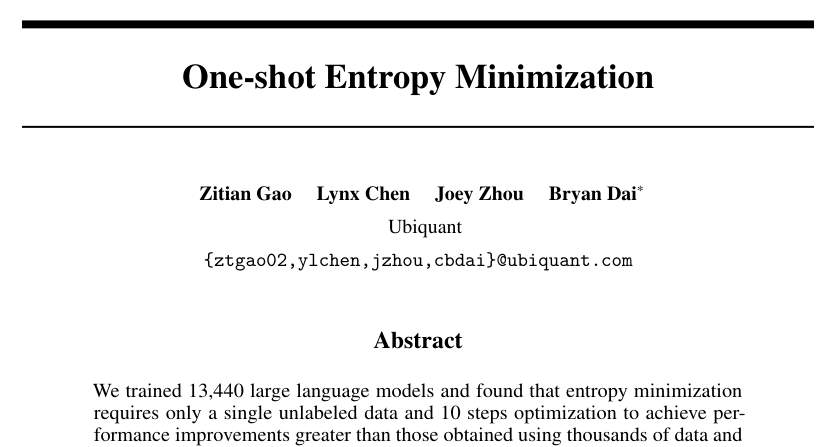 One-shot Entropy Minimization
Zitian Gao Lynx Chen Joey Zhou Bryan Dai*
Ubiquant
{ztgao02,ylchen,jzhou,cbdai}@ubiquant.com
Abstract
We trained 13,440 large language models and found that entropy minimization
requires only a single unlabeled data and 10 steps optimization to achieve per-
formance improvements greater than those obtained using thousands of data and